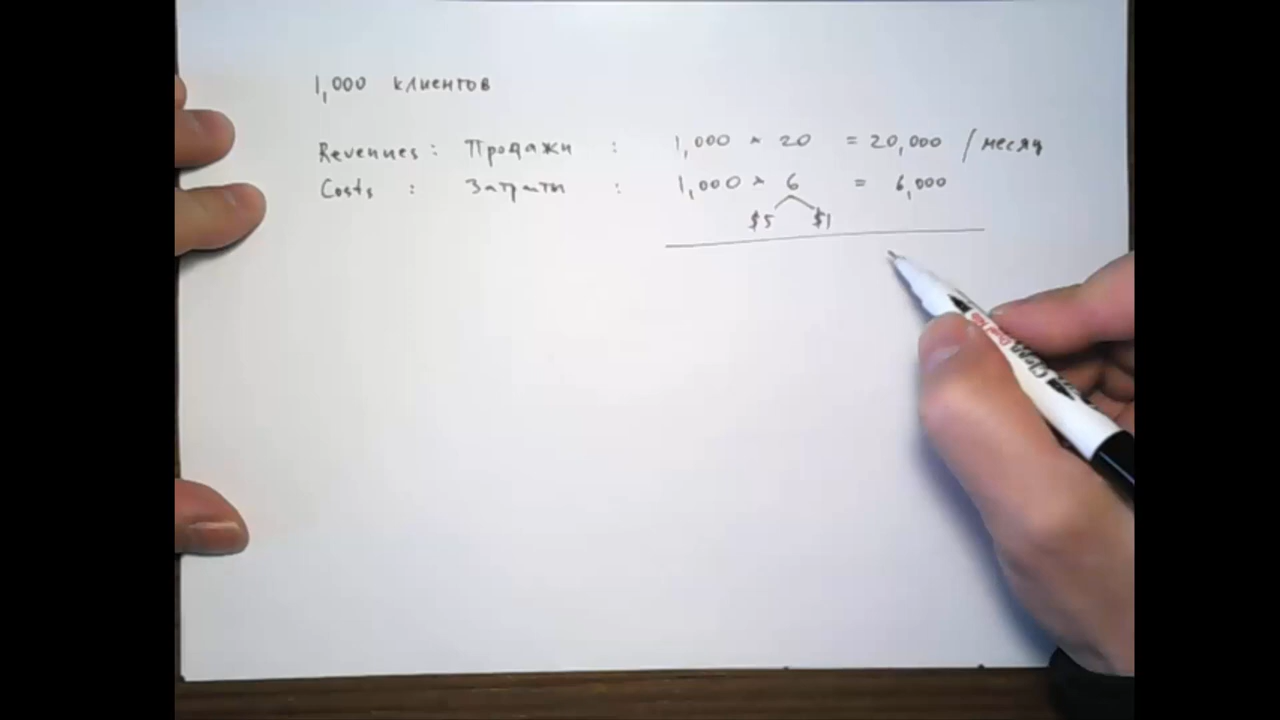 1,000 клиентов
Revenues: Продажи : 1,000 × 20 = 20,000 / месяц
Costs : Затраты : 1,000 × 6 = 6,000
$5 $1